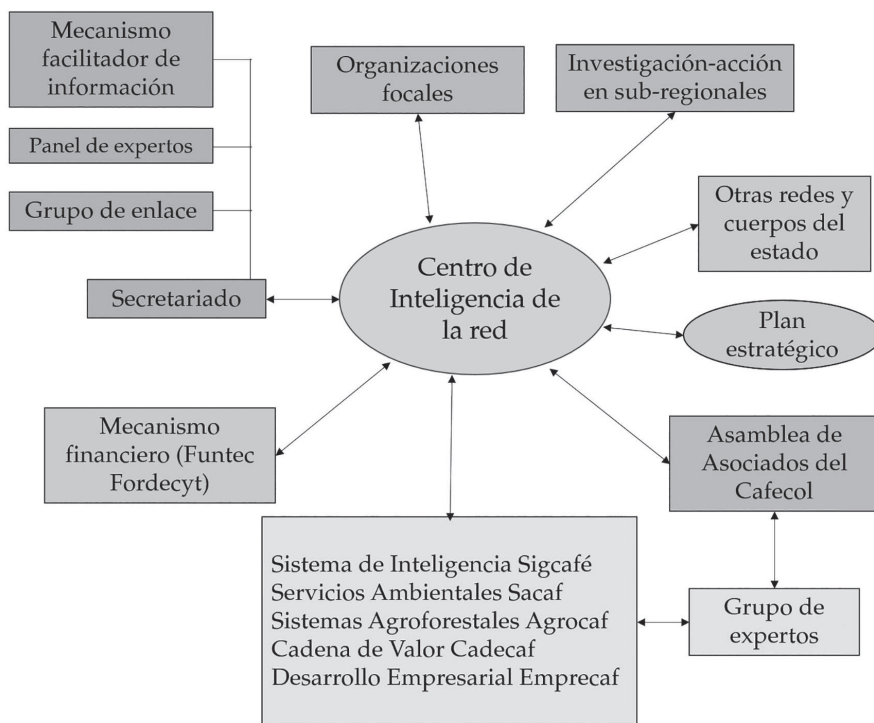 Mecanismo
facilitador de
información
Panel de expertos
Grupo de enlace
Secretariado
Organizaciones
focales
Investigación-acción
en sub-regionales
Otras redes y
cuerpos del
estado
Centro de
Inteligencia de
la red
Plan
estratégico
Mecanismo
financiero (Funtec
Fordecyt)
Asamblea de
Asociados del
Cafecol
Sistema de Inteligencia Sigcafé
Servicios Ambientales Sacaf
Sistemas Agroforestales Agrocaf
Cadena de Valor Cadecaf
Desarrollo Empresarial Emprecaf
Grupo de
expertos